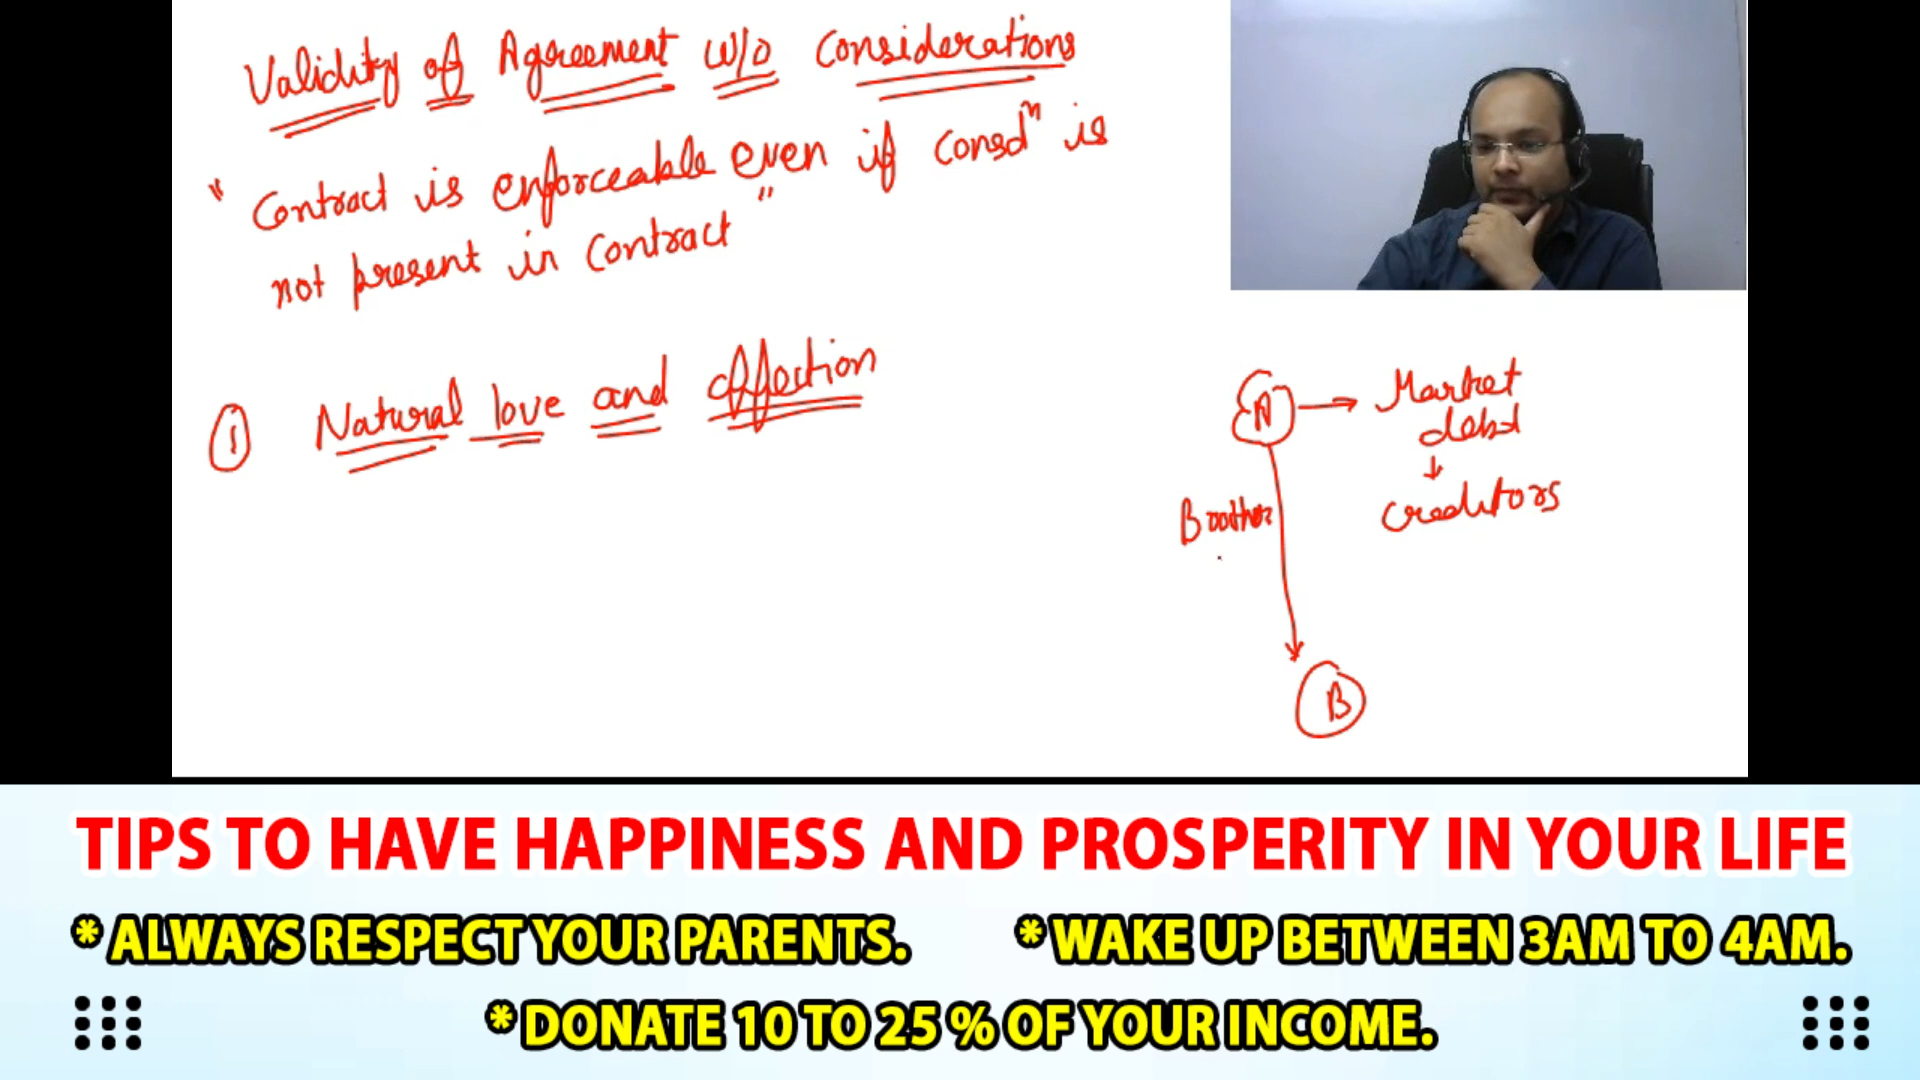 Validity of Agreement w/o Considerations
" Contract is enforceable even if consdⁿ is
not present in contract "
① Natural love and affection
A → Market
debt
↓
creditors
Brother
B
TIPS TO HAVE HAPPINESS AND PROSPERITY IN YOUR LIFE
* ALWAYS RESPECT YOUR PARENTS. * WAKE UP BETWEEN 3AM TO 4AM.
* DONATE 10 TO 25 % OF YOUR INCOME.